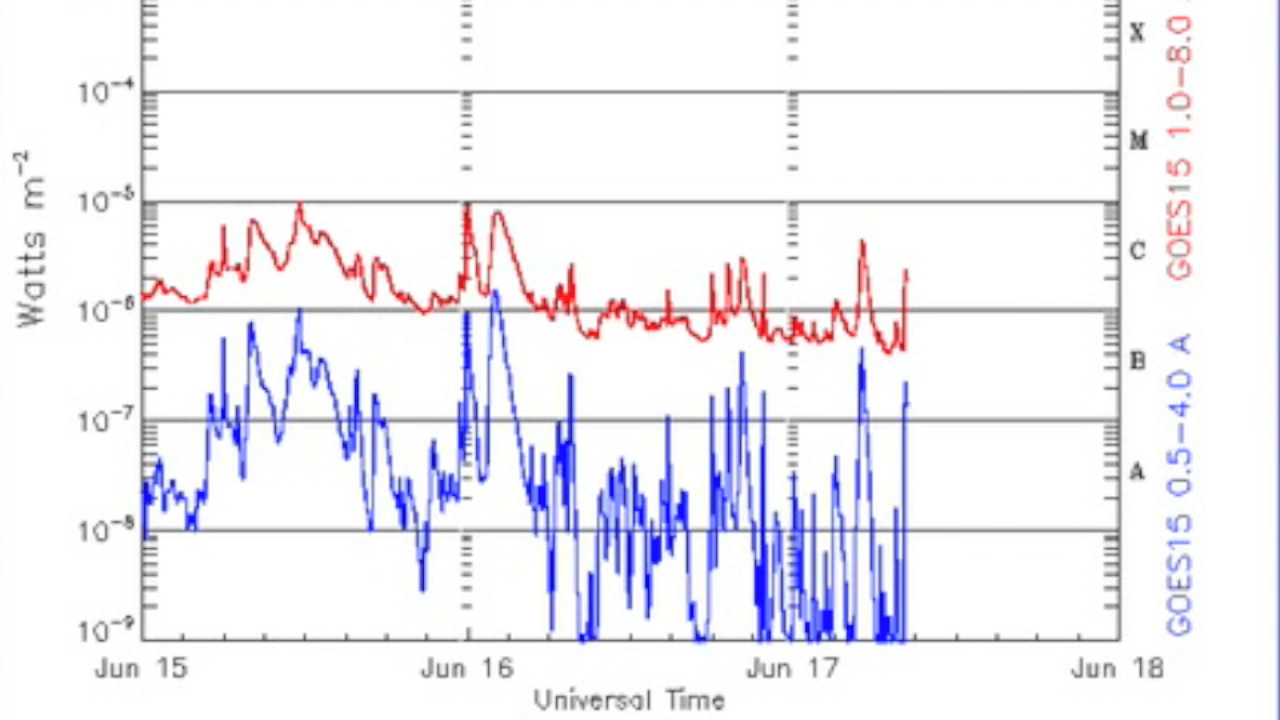 X
10⁻⁴
M
10⁻⁵
C
10⁻⁶
B
10⁻⁷
A
10⁻⁸
10⁻⁹
Watts m⁻²
Jun 15 Jun 16 Jun 17 Jun 18
Universal Time
GOES15 1.0–8.0
GOES15 0.5–4.0 A